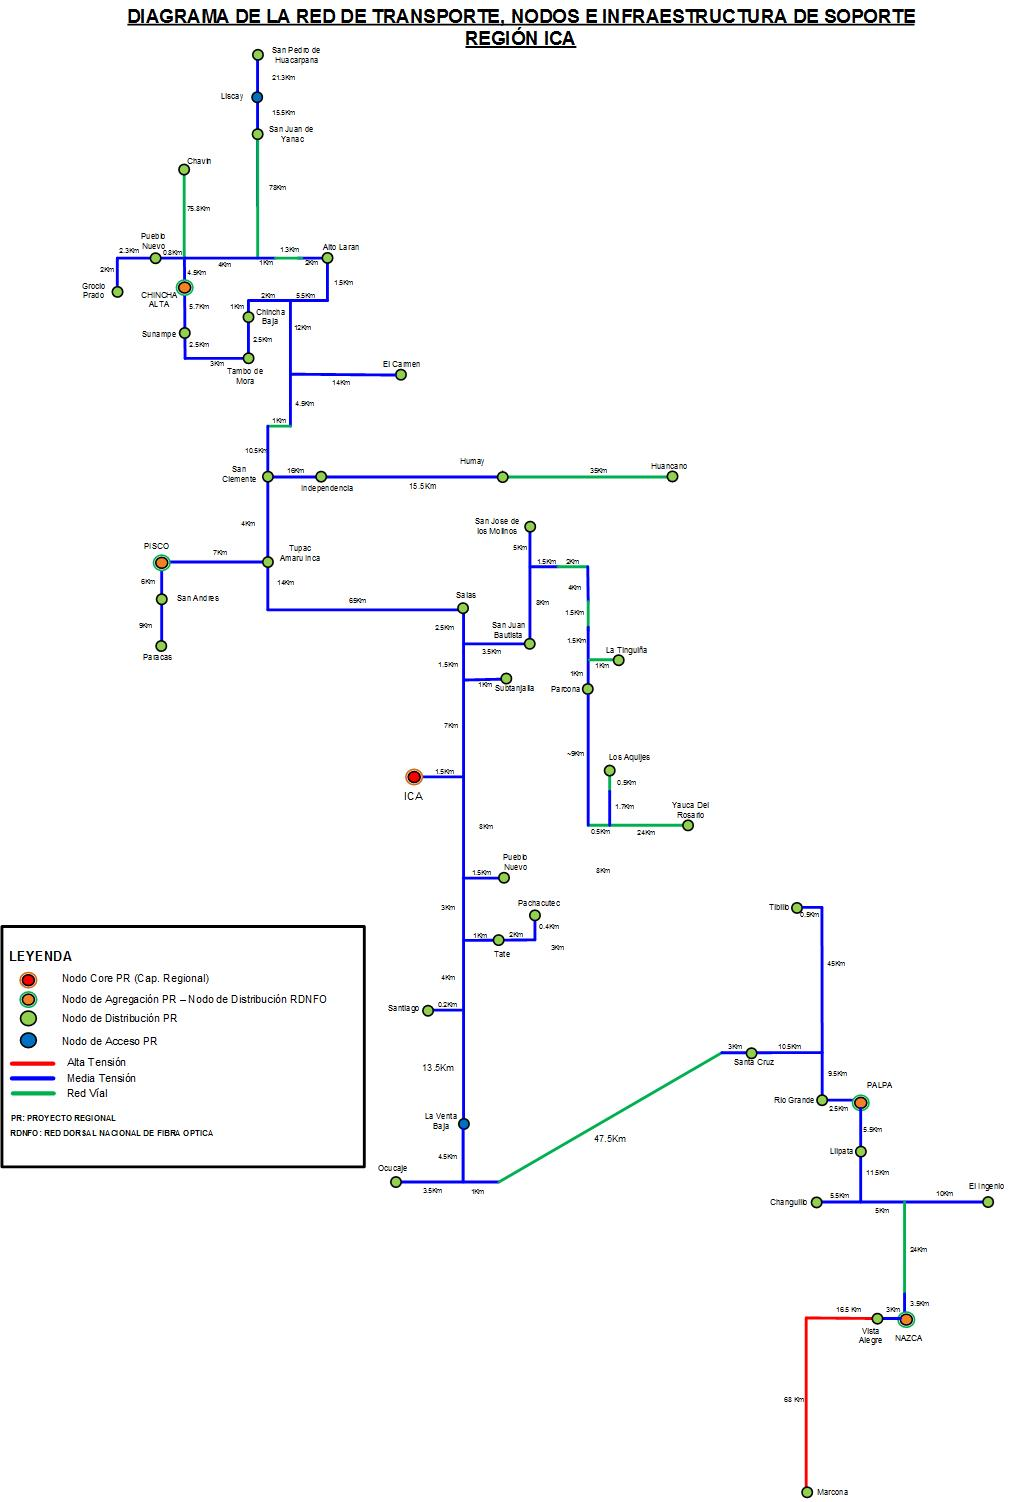 DIAGRAMA DE LA RED DE TRANSPORTE, NODOS E INFRAESTRUCTURA DE SOPORTE
REGIÓN ICA
San Pedro de
Huacarpana
21.3Km
Liscay
15.5Km
San Juan de
Yanac
Chavin
78Km
75.8Km
Pueblo
Nuevo
2.3Km
0.8Km
4Km
1Km
1.3Km
2Km
Alto Laran
2Km
4.5Km
1.5Km
Grocio
Prado
CHINCHA
ALTA
5.7Km
1Km
2Km
5.5Km
Chincha
Baja
12Km
Sunampe
2.5Km
2.5Km
3Km
Tambo de
Mora
El Carmen
14Km
4.5Km
1Km
10.5Km
San
Clemente
16Km
Independencia
Humay
15.5Km
35Km
Huancano
4Km
San Jose de
los Molinos
PISCO
7Km
Tupac
Amaru Inca
5Km
1.5Km
2Km
6Km
14Km
4Km
San Andres
65Km
Salas
8Km
1.5Km
9Km
2.5Km
San Juan
Bautista
1.5Km
Paracas
3.5Km
La Tinguiña
1Km
1.5Km
1Km
1Km
Subtanjalla
Parcona
7Km
~9Km
Los Aquijes
1.5Km
0.5Km
ICA
1.7Km
Yauca Del
Rosario
8Km
0.5Km
24Km
Pueblo
Nuevo
1.5Km
8Km
3Km
Pachacutec
0.4Km
1Km
2Km
3Km
Tate
Tibillo
0.5Km
LEYENDA
Nodo Core PR (Cap. Regional)
Nodo de Agregación PR – Nodo de Distribución RDNFO
Nodo de Distribución PR
Nodo de Acceso PR
Alta Tensión
Media Tensión
Red Víal
PR: PROYECTO REGIONAL
RDNFO: RED DORSAL NACIONAL DE FIBRA OPTICA
4Km
45Km
Santiago
0.2Km
13.5Km
3Km
10.5Km
Santa Cruz
9.5Km
PALPA
Rio Grande
2.5Km
La Venta
Baja
5.5Km
47.5Km
4.5Km
Llipata
Ocucaje
11.5Km
3.5Km
1Km
Changuillo
5.5Km
5Km
10Km
El Ingenio
24Km
3.5Km
16.5 Km
3Km
Vista
Alegre
NAZCA
68 Km
Marcona